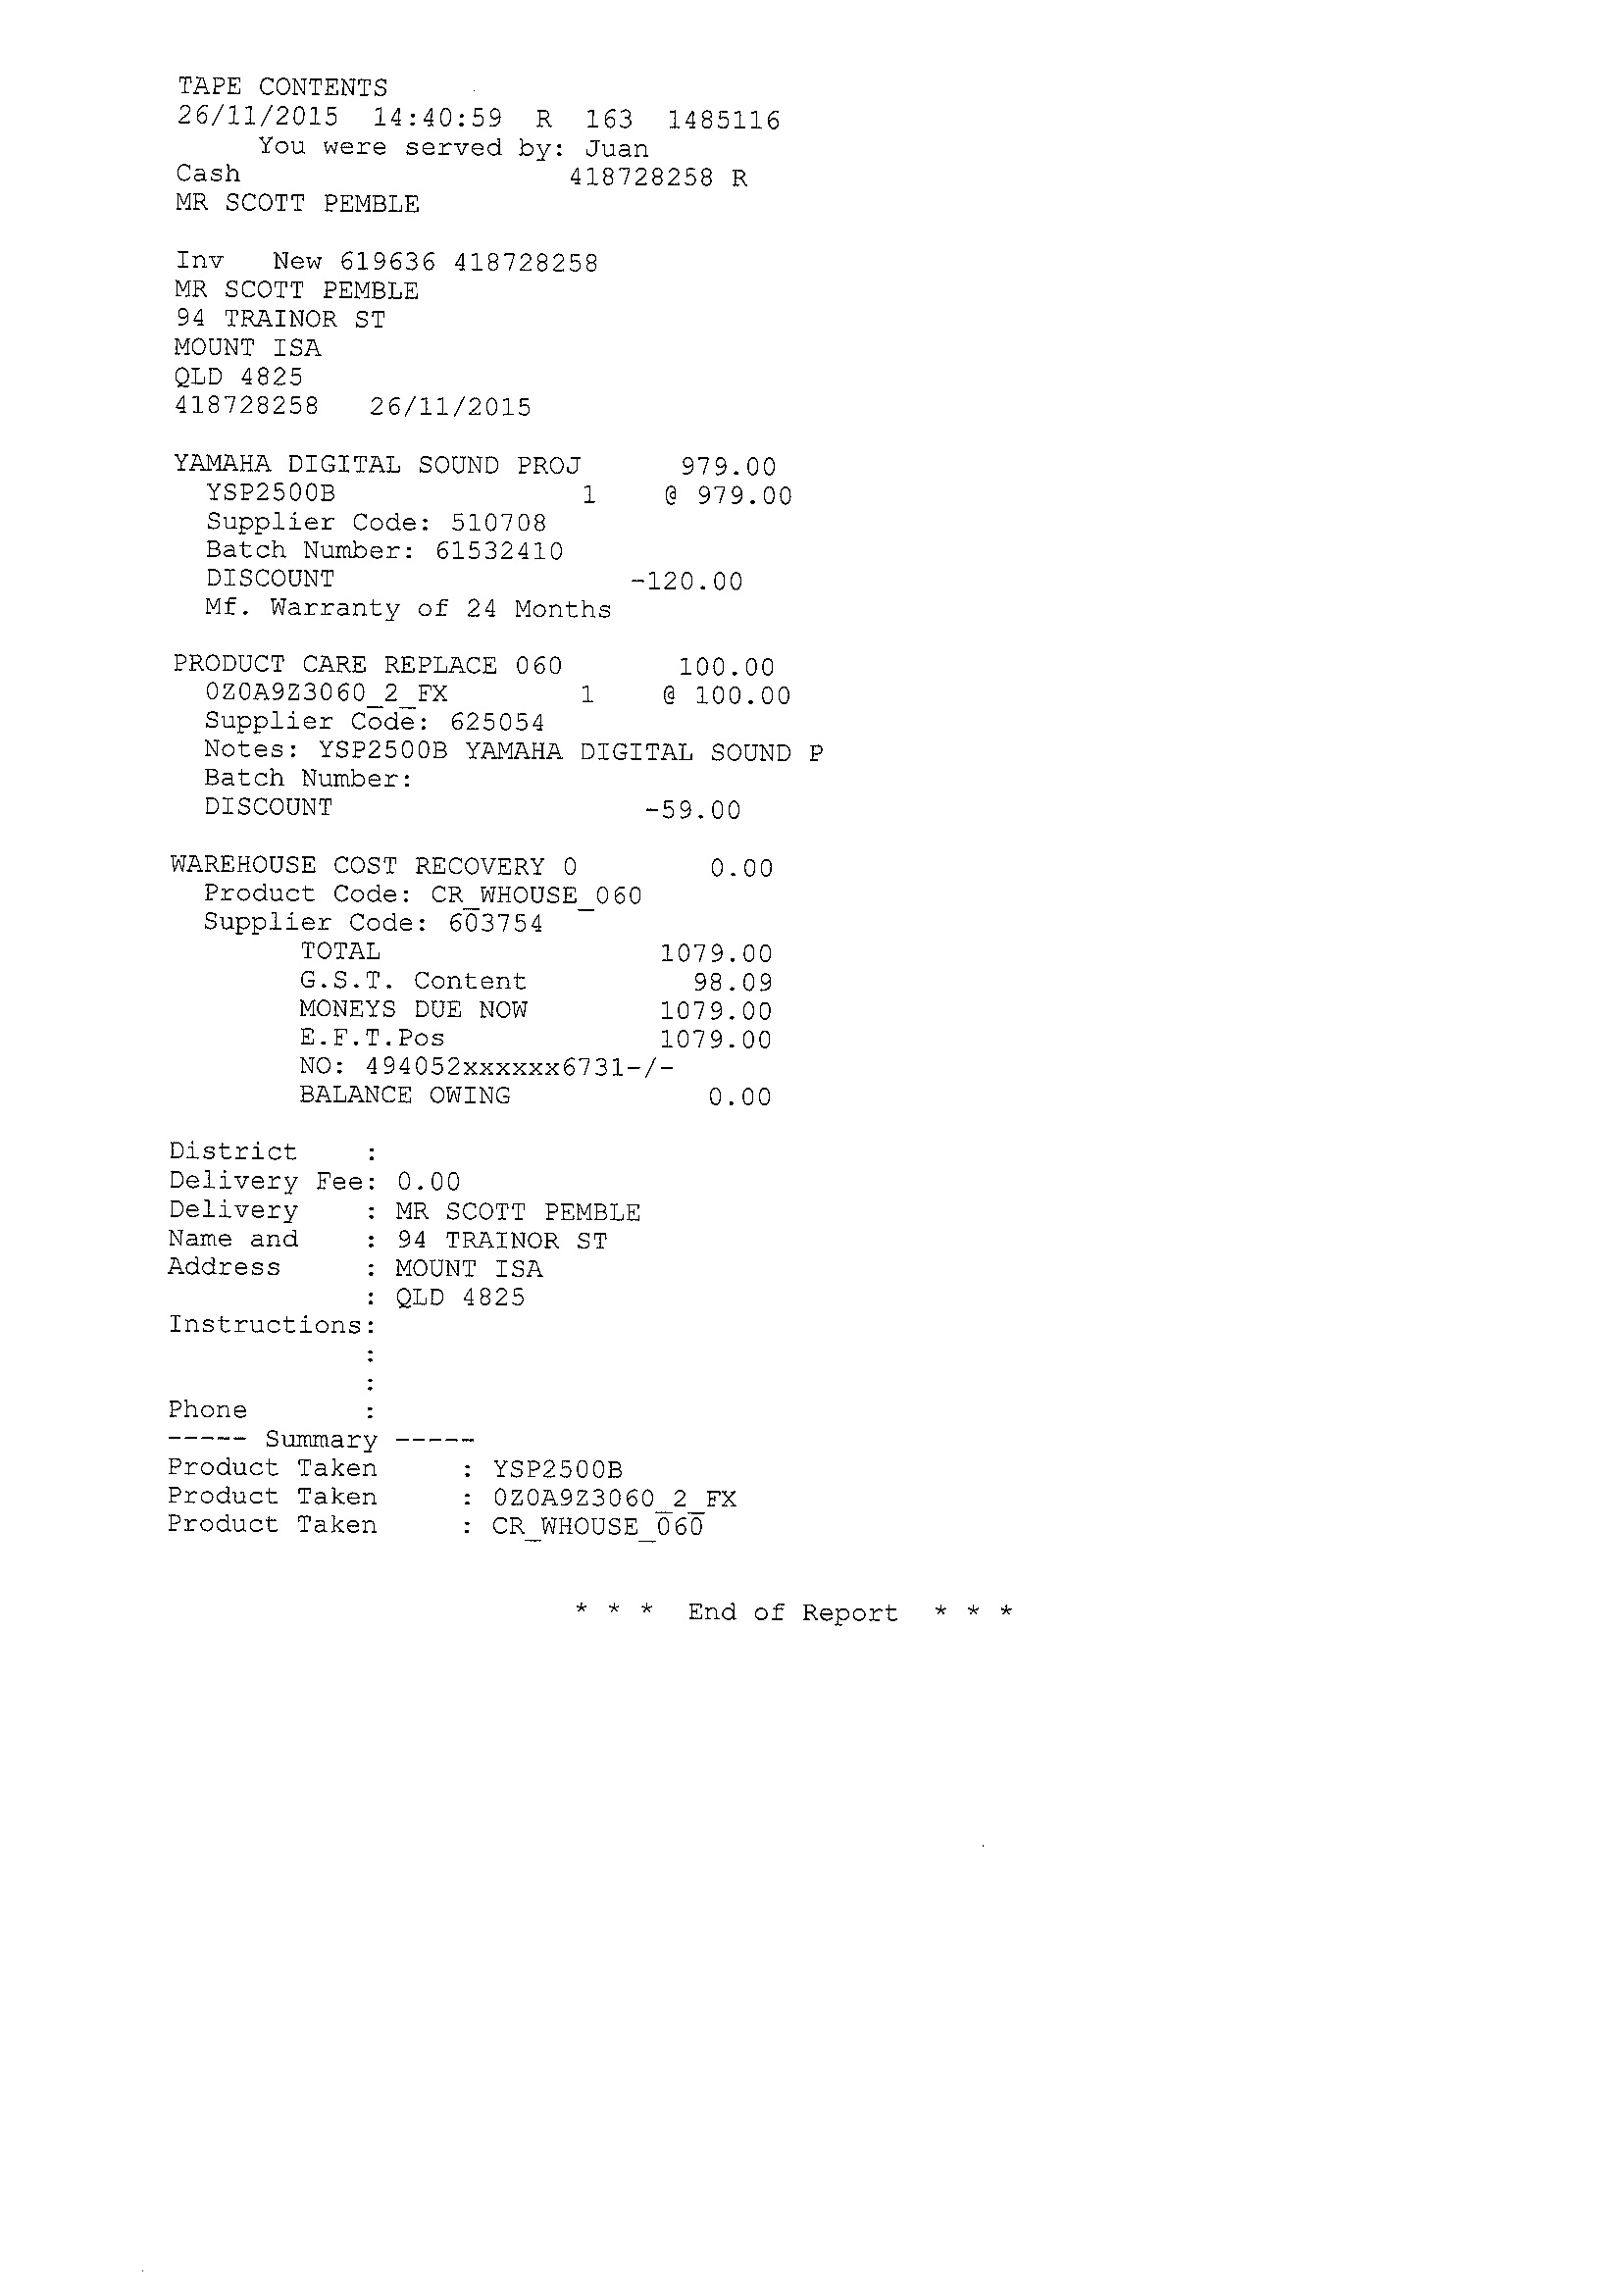 TAPE CONTENTS
26/11/2015  14:40:59  R  163  1485116
You were served by: Juan
Cash 418728258 R
MR SCOTT PEMBLE
Inv   New 619636 418728258
MR SCOTT PEMBLE
94 TRAINOR ST
MOUNT ISA
QLD 4825
418728258   26/11/2015
YAMAHA DIGITAL SOUND PROJ 979.00
YSP2500B 1 @ 979.00
Supplier Code: 510708
Batch Number: 61532410
DISCOUNT -120.00
Mf. Warranty of 24 Months
PRODUCT CARE REPLACE 060 100.00
0Z0A9Z3060_2_FX 1 @ 100.00
Supplier Code: 625054
Notes: YSP2500B YAMAHA DIGITAL SOUND P
Batch Number:
DISCOUNT -59.00
WAREHOUSE COST RECOVERY 0 0.00
Product Code: CR_WHOUSE_060
Supplier Code: 603754
TOTAL 1079.00
G.S.T. Content 98.09
MONEYS DUE NOW 1079.00
E.F.T.Pos 1079.00
NO: 494052xxxxxx6731-/-
BALANCE OWING 0.00
District :
Delivery Fee: 0.00
Delivery : MR SCOTT PEMBLE
Name and : 94 TRAINOR ST
Address : MOUNT ISA
: QLD 4825
Instructions:
:
:
Phone :
----- Summary -----
Product Taken : YSP2500B
Product Taken : 0Z0A9Z3060_2_FX
Product Taken : CR_WHOUSE_060
* * *  End of Report  * * *